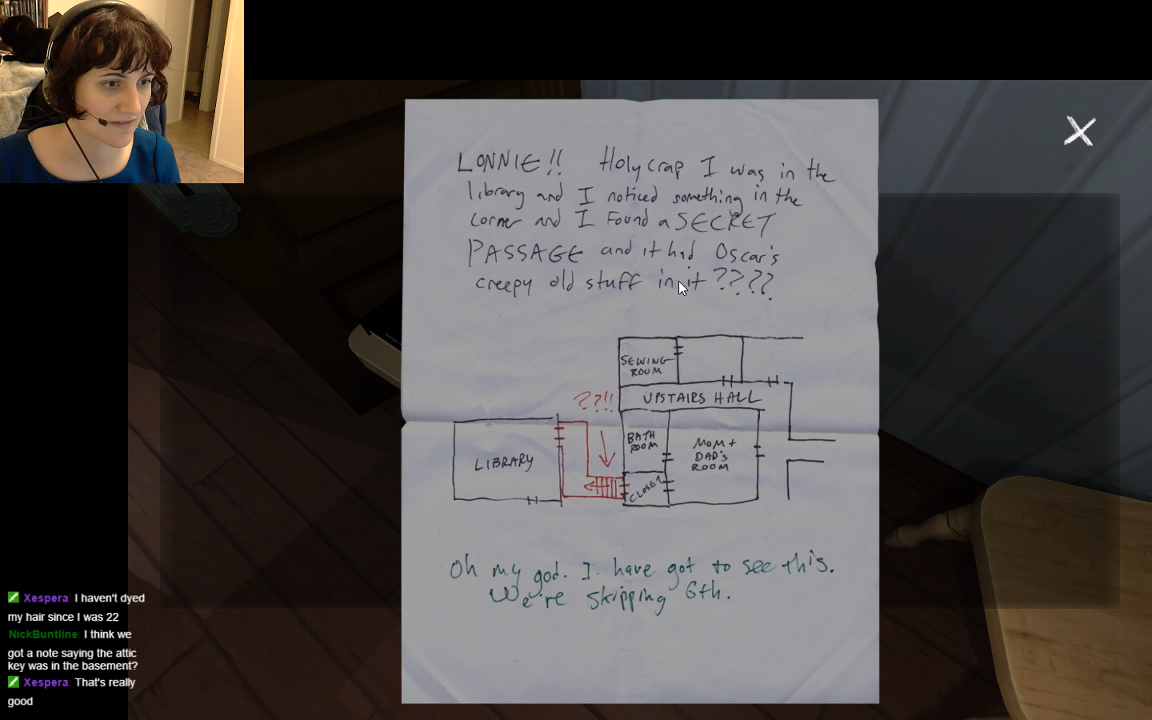 LONNIE!! Holy crap I was in the
library and I noticed something in the
corner and I found a SECRET
PASSAGE and it had Oscar's
creepy old stuff in it ????
SEWING
ROOM
UPSTAIRS HALL
??!!
BATH
ROOM
MOM +
DAD'S
ROOM
LIBRARY
CLOSET
Oh my god. I have got to see this.
We're skipping 6th.
Xespera: I haven't dyed
my hair since I was 22
NickBuntline: I think we
got a note saying the attic
key was in the basement?
Xespera: That's really
good